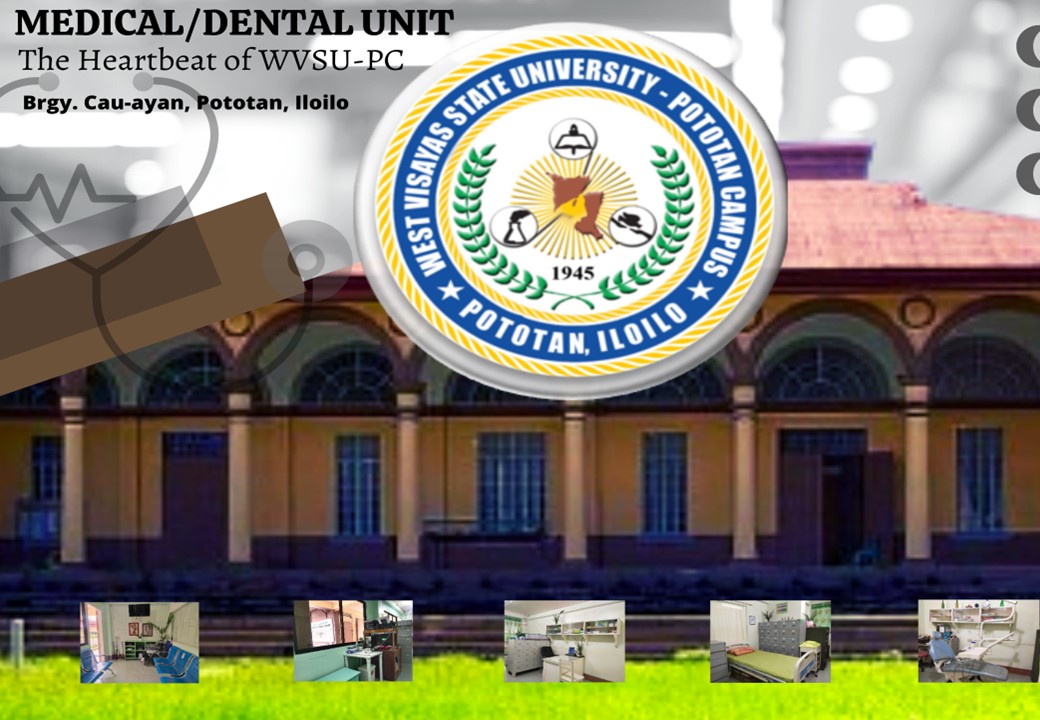 MEDICAL/DENTAL UNIT
The Heartbeat of WVSU-PC
Brgy. Cau-ayan, Pototan, Iloilo
WEST VISAYAS STATE UNIVERSITY - POTOTAN CAMPUS
1945
★ POTOTAN, ILOILO ★